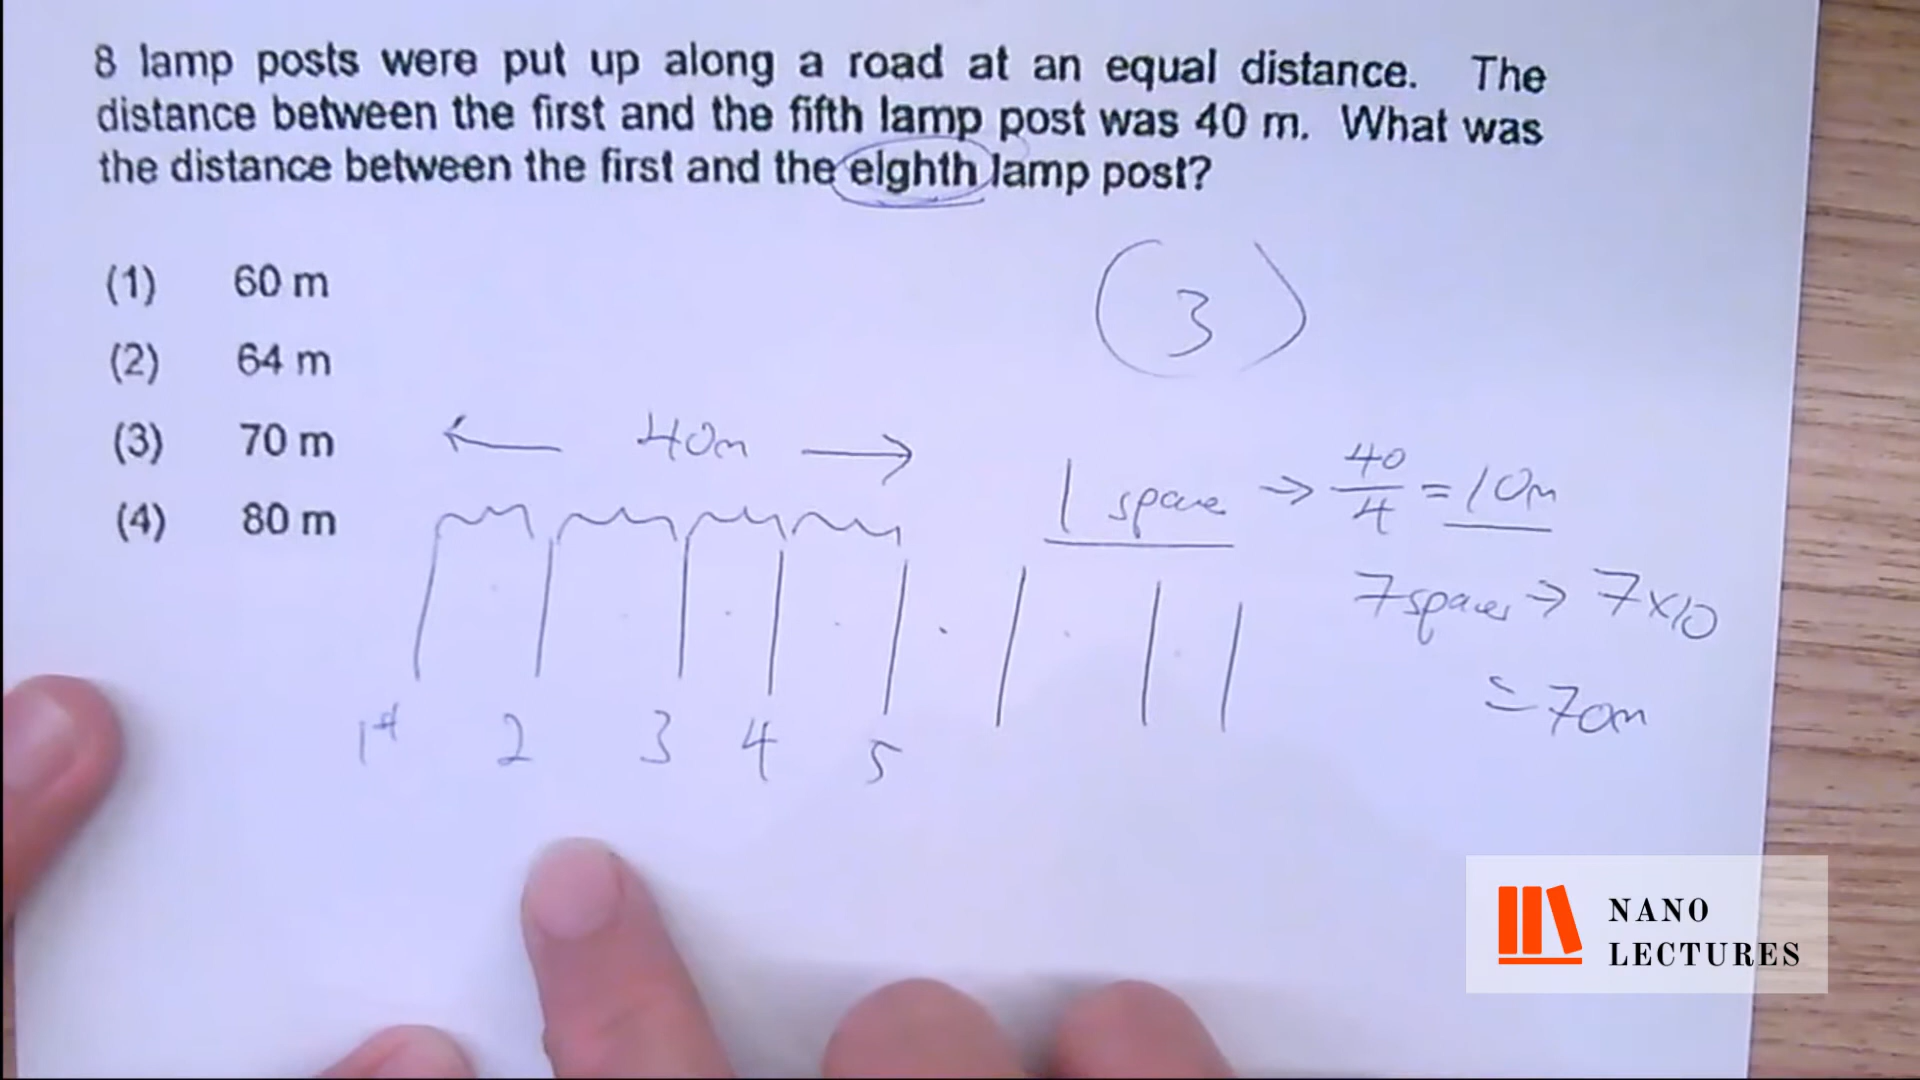 8 lamp posts were put up along a road at an equal distance. The
distance between the first and the fifth lamp post was 40 m. What was
the distance between the first and the eighth lamp post?
(3)
(1) 60 m
(2) 64 m
(3) 70 m
(4) 80 m
40m
1 space → 40/4 = 10m
7 spaces → 7×10
= 70m
1st 2 3 4 5
NANO
LECTURES